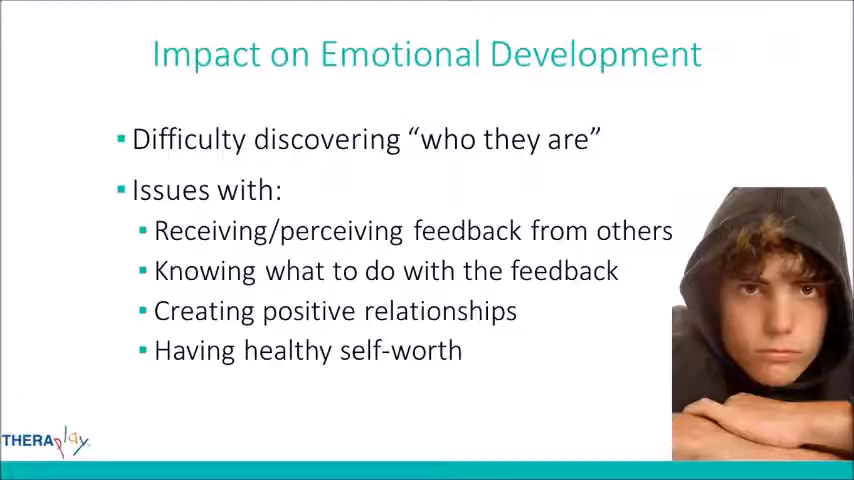 Impact on Emotional Development
Difficulty discovering “who they are”
Issues with:
Receiving/perceiving feedback from others
Knowing what to do with the feedback
Creating positive relationships
Having healthy self-worth
THERAplay